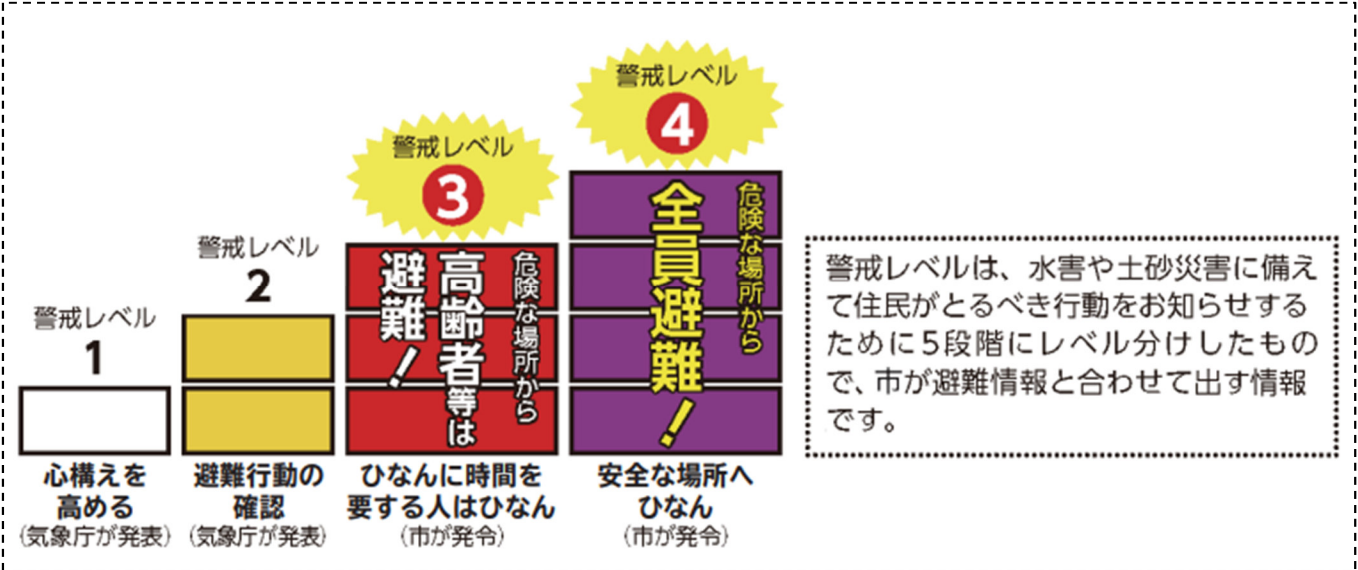 警戒レベル
1
心構えを
高める
(気象庁が発表)
警戒レベル
2
避難行動の
確認
(気象庁が発表)
警戒レベル
3
危険な場所から
高齢者等は
避難!
ひなんに時間を
要する人はひなん
(市が発令)
警戒レベル
4
危険な場所から
全員避難!
安全な場所へ
ひなん
(市が発令)
警戒レベルは、水害や土砂災害に備え
て住民がとるべき行動をお知らせする
ために5段階にレベル分けしたもの
で、市が避難情報と合わせて出す情報
です。